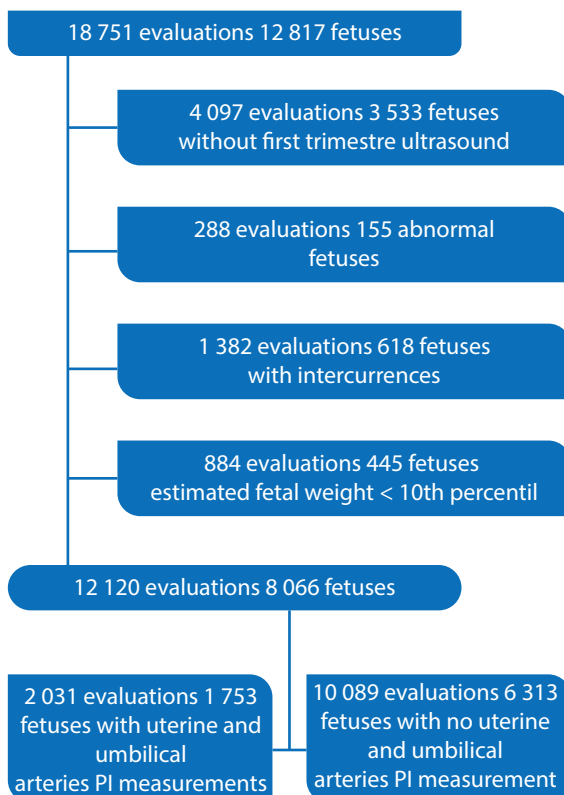 18 751 evaluations 12 817 fetuses
4 097 evaluations 3 533 fetuses
without first trimestre ultrasound
288 evaluations 155 abnormal
fetuses
1 382 evaluations 618 fetuses
with intercurrences
884 evaluations 445 fetuses
estimated fetal weight < 10th percentil
12 120 evaluations 8 066 fetuses
2 031 evaluations 1 753
fetuses with uterine and
umbilical
arteries PI measurements
10 089 evaluations 6 313
fetuses with no uterine
and umbilical
arteries PI measurement